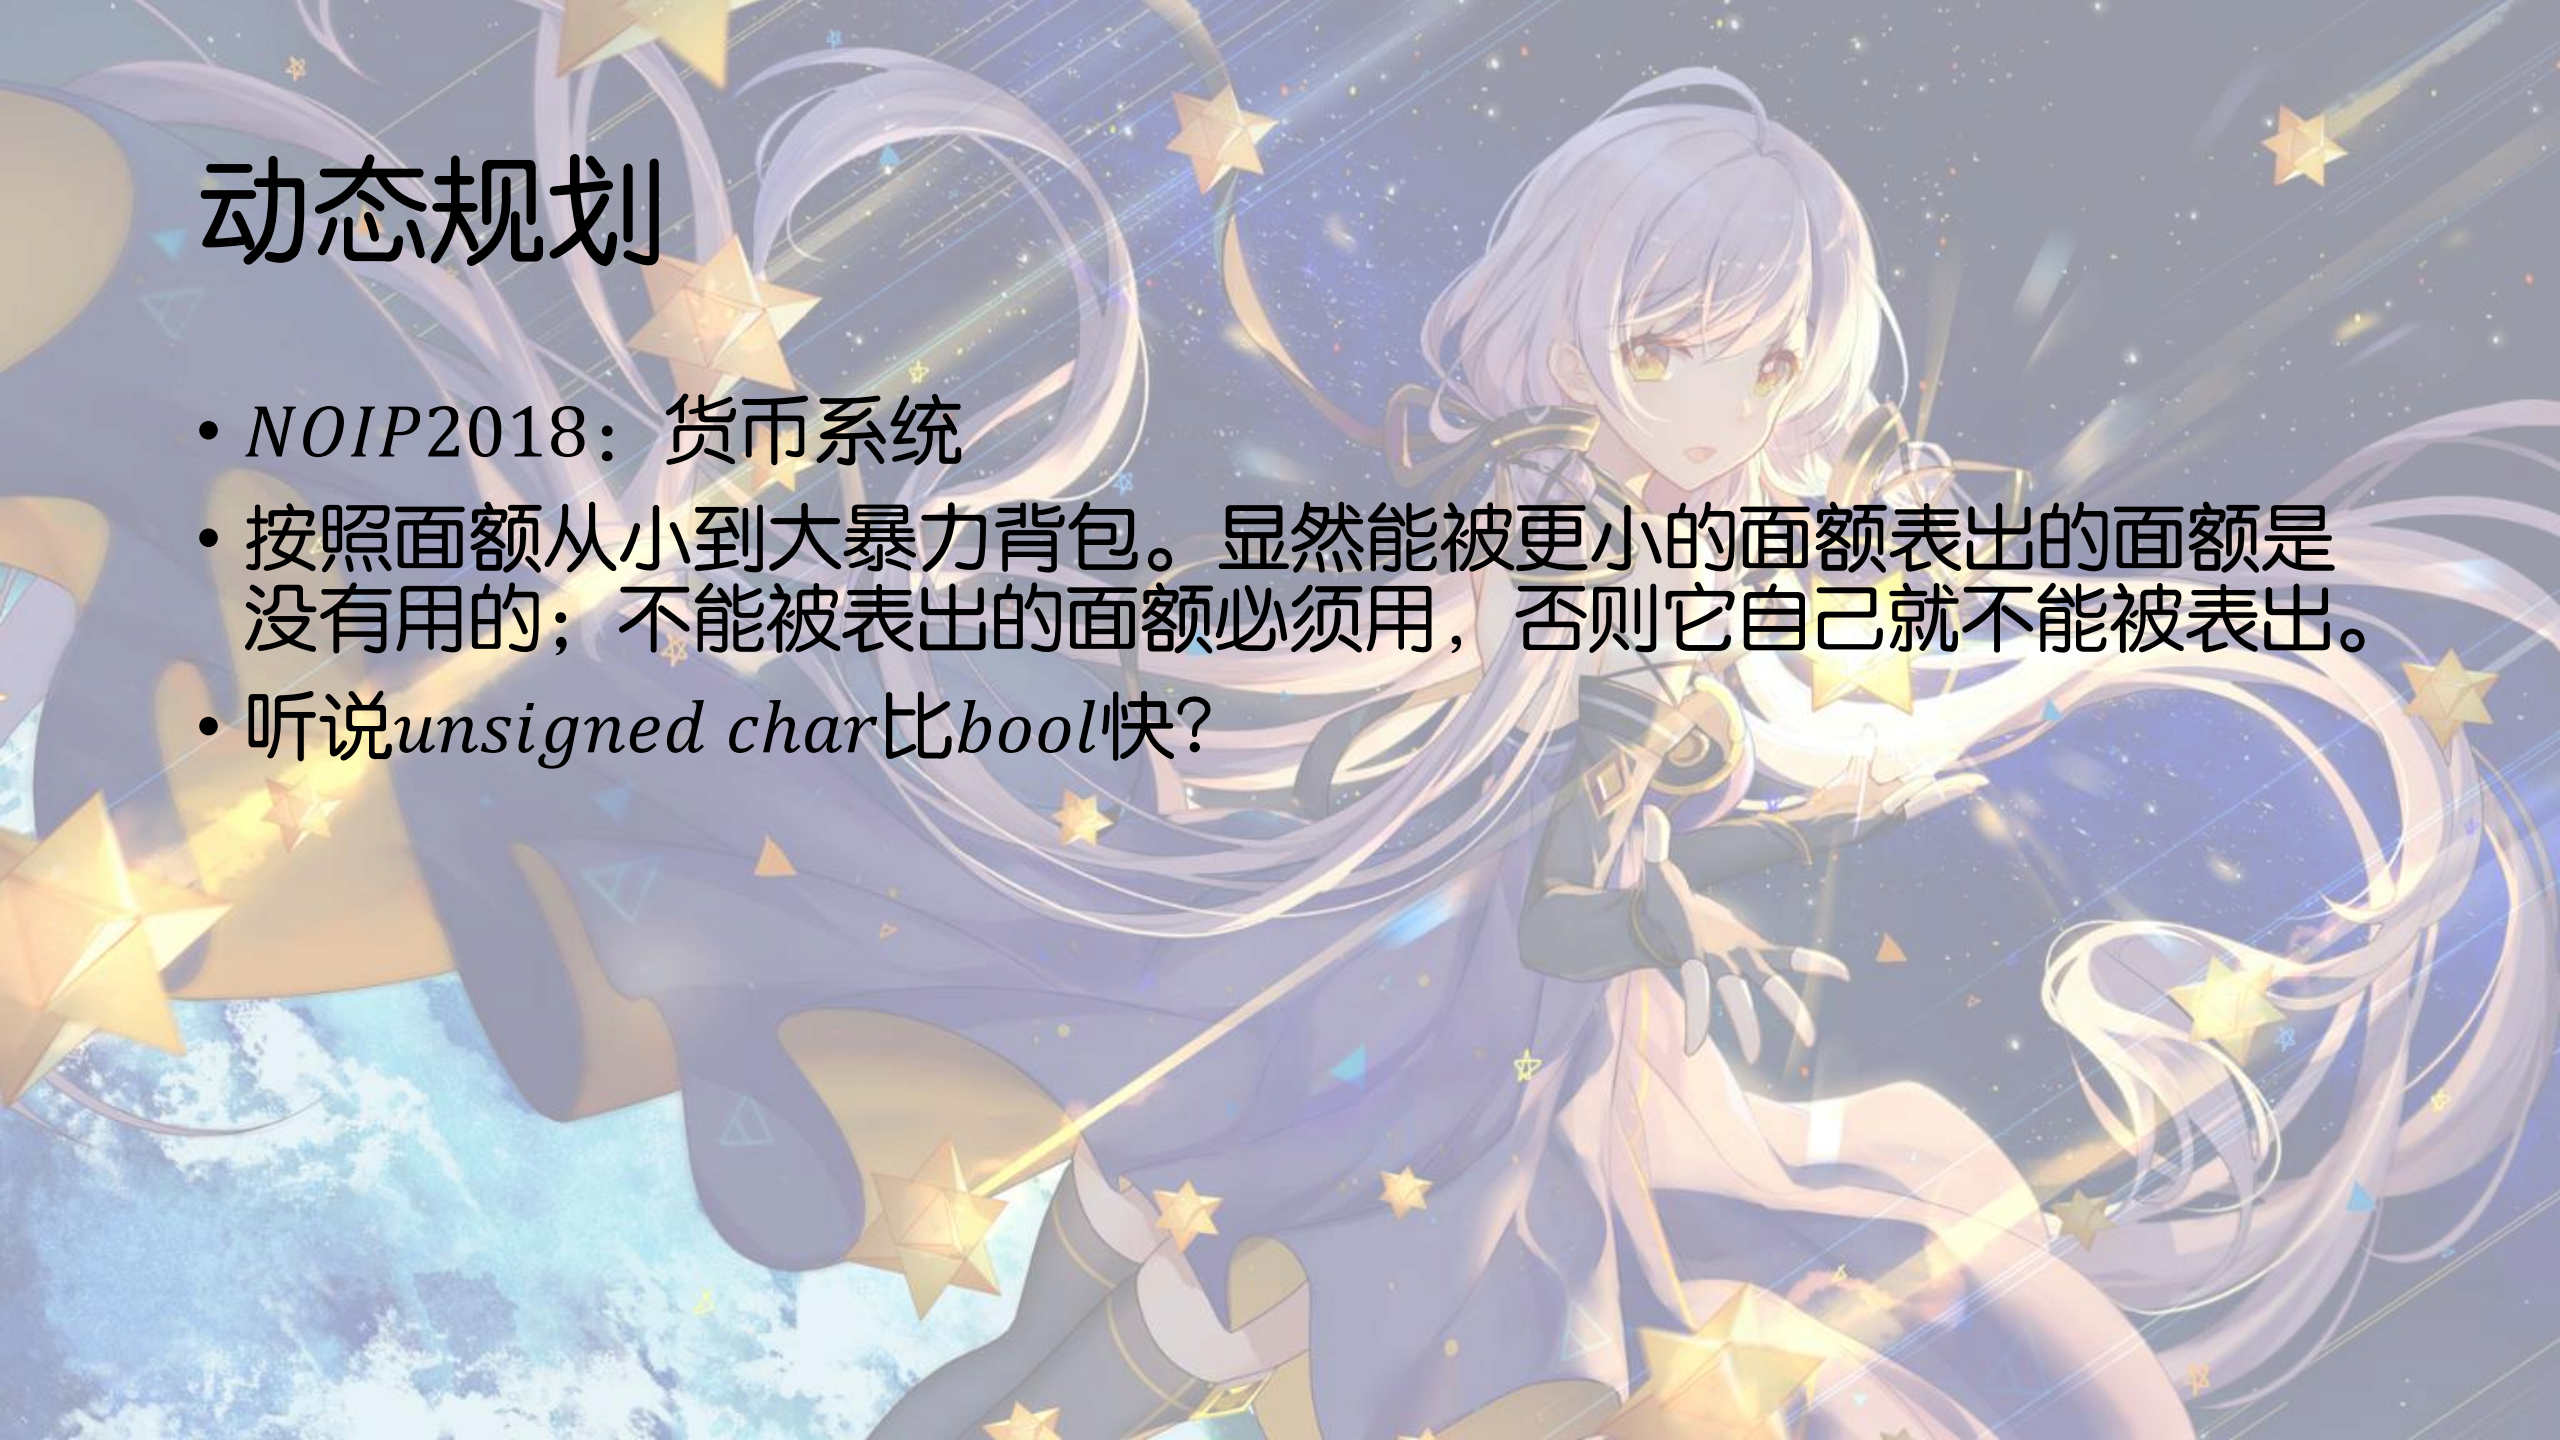 动态规划
• NOIP2018：货币系统
• 按照面额从小到大暴力背包。显然能被更小的面额表出的面额是
没有用的；不能被表出的面额必须用，否则它自己就不能被表出。
• 听说unsigned char比bool快？